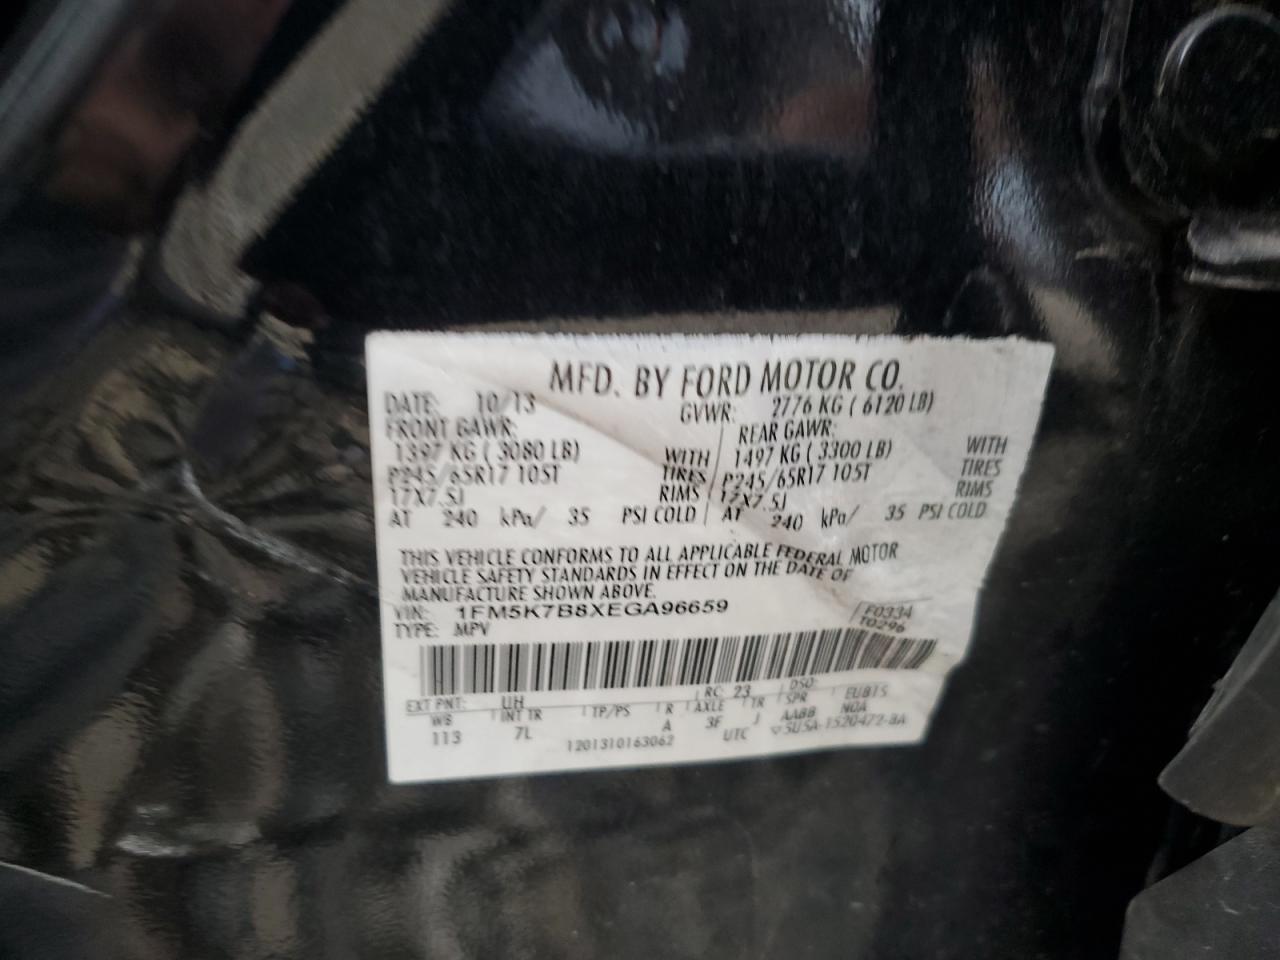 MFD. BY FORD MOTOR CO.
DATE: 10/13 GVWR: 2776 KG ( 6120 LB)
FRONT GAWR: REAR GAWR:
1397 KG ( 3080 LB) WITH 1497 KG ( 3300 LB) WITH
P245/65R17 105T TIRES P245/65R17 105T TIRES
17X7.5J RIMS 17X7.5J RIMS
AT 240 kPa/ 35 PSI COLD AT 240 kPa/ 35 PSI COLD
THIS VEHICLE CONFORMS TO ALL APPLICABLE FEDERAL MOTOR
VEHICLE SAFETY STANDARDS IN EFFECT ON THE DATE OF
MANUFACTURE SHOWN ABOVE.
VIN: 1FM5K7B8XEGA96659 F0334
TYPE: MPV T0296
EXT PNT: UH RC: 23 DSO:
WB INT TR TP/PS R AXLE TR SPR EU815
113 7L A 3F J AABB NOA
1201310163062 UTC ▽5U5A-1520472-BA